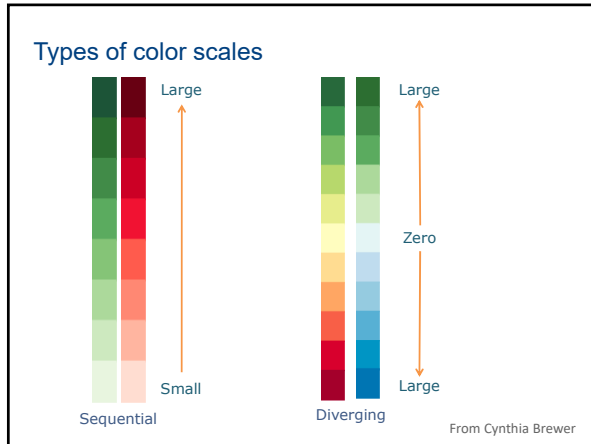 Types of color scales
Large
Small
Sequential
Large
Zero
Large
Diverging
From Cynthia Brewer